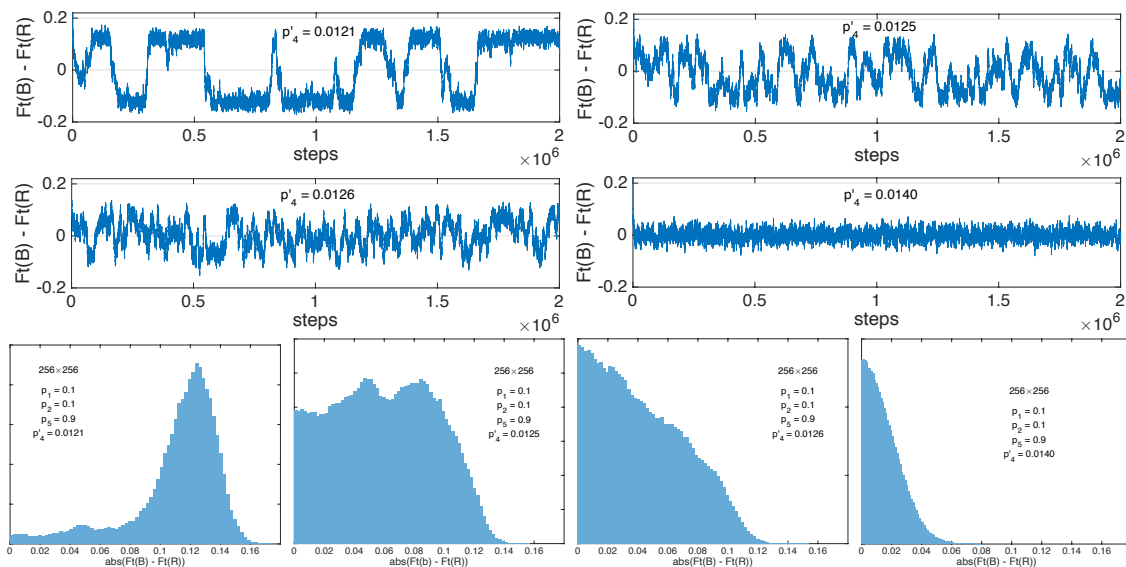 0.2
0
-0.2
Ft(B) - Ft(R)
p'4 = 0.0121
0 0.5 1 1.5 2
steps
×10^6
0.2
0
-0.2
Ft(B) - Ft(R)
p'4 = 0.0125
0 0.5 1 1.5 2
steps
×10^6
0.2
0
-0.2
Ft(B) - Ft(R)
p'4 = 0.0126
0 0.5 1 1.5 2
steps
×10^6
0.2
0
-0.2
Ft(B) - Ft(R)
p'4 = 0.0140
0 0.5 1 1.5 2
steps
×10^6
256×256
p1 = 0.1
p2 = 0.1
p5 = 0.9
p'4 = 0.0121
0 0.02 0.04 0.06 0.08 0.1 0.12 0.14 0.16
abs(Ft(B) - Ft(R))
256×256
p1 = 0.1
p2 = 0.1
p5 = 0.9
p'4 = 0.0125
0 0.02 0.04 0.06 0.08 0.1 0.12 0.14 0.16
abs(Ft(b) - Ft(R))
256×256
p1 = 0.1
p2 = 0.1
p5 = 0.9
p'4 = 0.0126
0 0.02 0.04 0.06 0.08 0.1 0.12 0.14 0.16
abs(Ft(B) - Ft(R))
256×256
p1 = 0.1
p2 = 0.1
p5 = 0.9
p'4 = 0.0140
0 0.02 0.04 0.06 0.08 0.1 0.12 0.14 0.16
abs(Ft(B) - Ft(R))